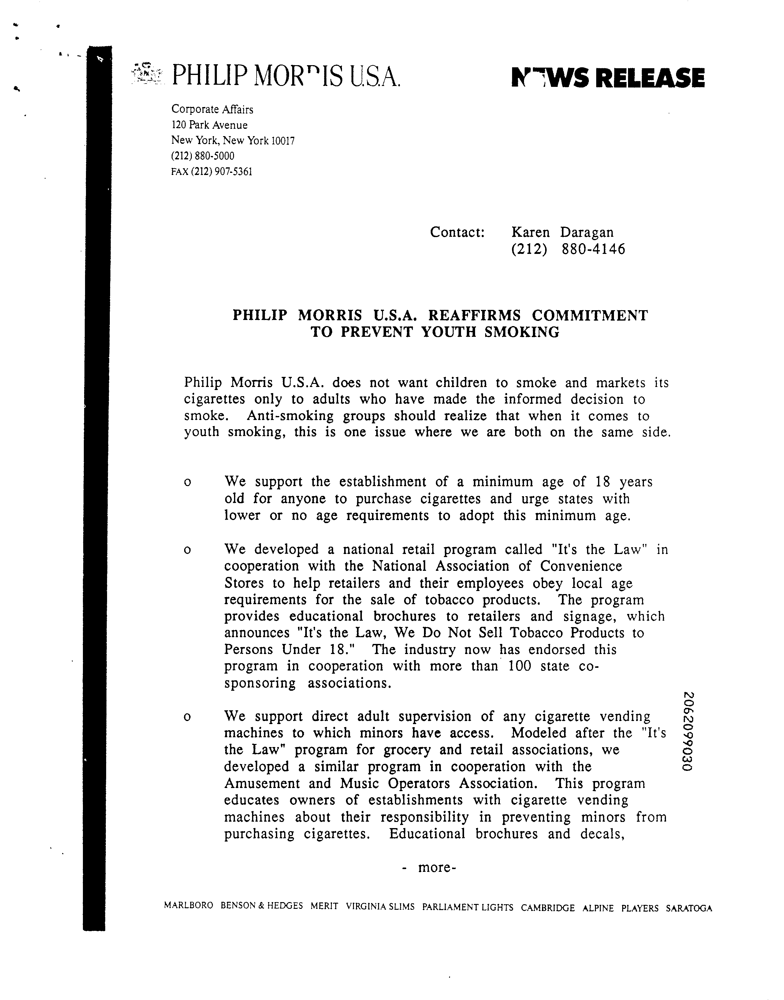 PHILIP MORRIS U.S.A.
NEWS RELEASE
Corporate Affairs
120 Park Avenue
New York, New York 10017
(212) 880-5000
FAX (212) 907-5361
Contact: Karen Daragan
(212) 880-4146
PHILIP MORRIS U.S.A. REAFFIRMS COMMITMENT
TO PREVENT YOUTH SMOKING
Philip Morris U.S.A. does not want children to smoke and markets its
cigarettes only to adults who have made the informed decision to
smoke. Anti-smoking groups should realize that when it comes to
youth smoking, this is one issue where we are both on the same side.
o We support the establishment of a minimum age of 18 years
old for anyone to purchase cigarettes and urge states with
lower or no age requirements to adopt this minimum age.
o We developed a national retail program called "It's the Law" in
cooperation with the National Association of Convenience
Stores to help retailers and their employees obey local age
requirements for the sale of tobacco products. The program
provides educational brochures to retailers and signage, which
announces "It's the Law, We Do Not Sell Tobacco Products to
Persons Under 18." The industry now has endorsed this
program in cooperation with more than 100 state co-
sponsoring associations.
o We support direct adult supervision of any cigarette vending
machines to which minors have access. Modeled after the "It's
the Law" program for grocery and retail associations, we
developed a similar program in cooperation with the
Amusement and Music Operators Association. This program
educates owners of establishments with cigarette vending
machines about their responsibility in preventing minors from
purchasing cigarettes. Educational brochures and decals,
- more-
2062099030
MARLBORO BENSON & HEDGES MERIT VIRGINIA SLIMS PARLIAMENT LIGHTS CAMBRIDGE ALPINE PLAYERS SARATOGA